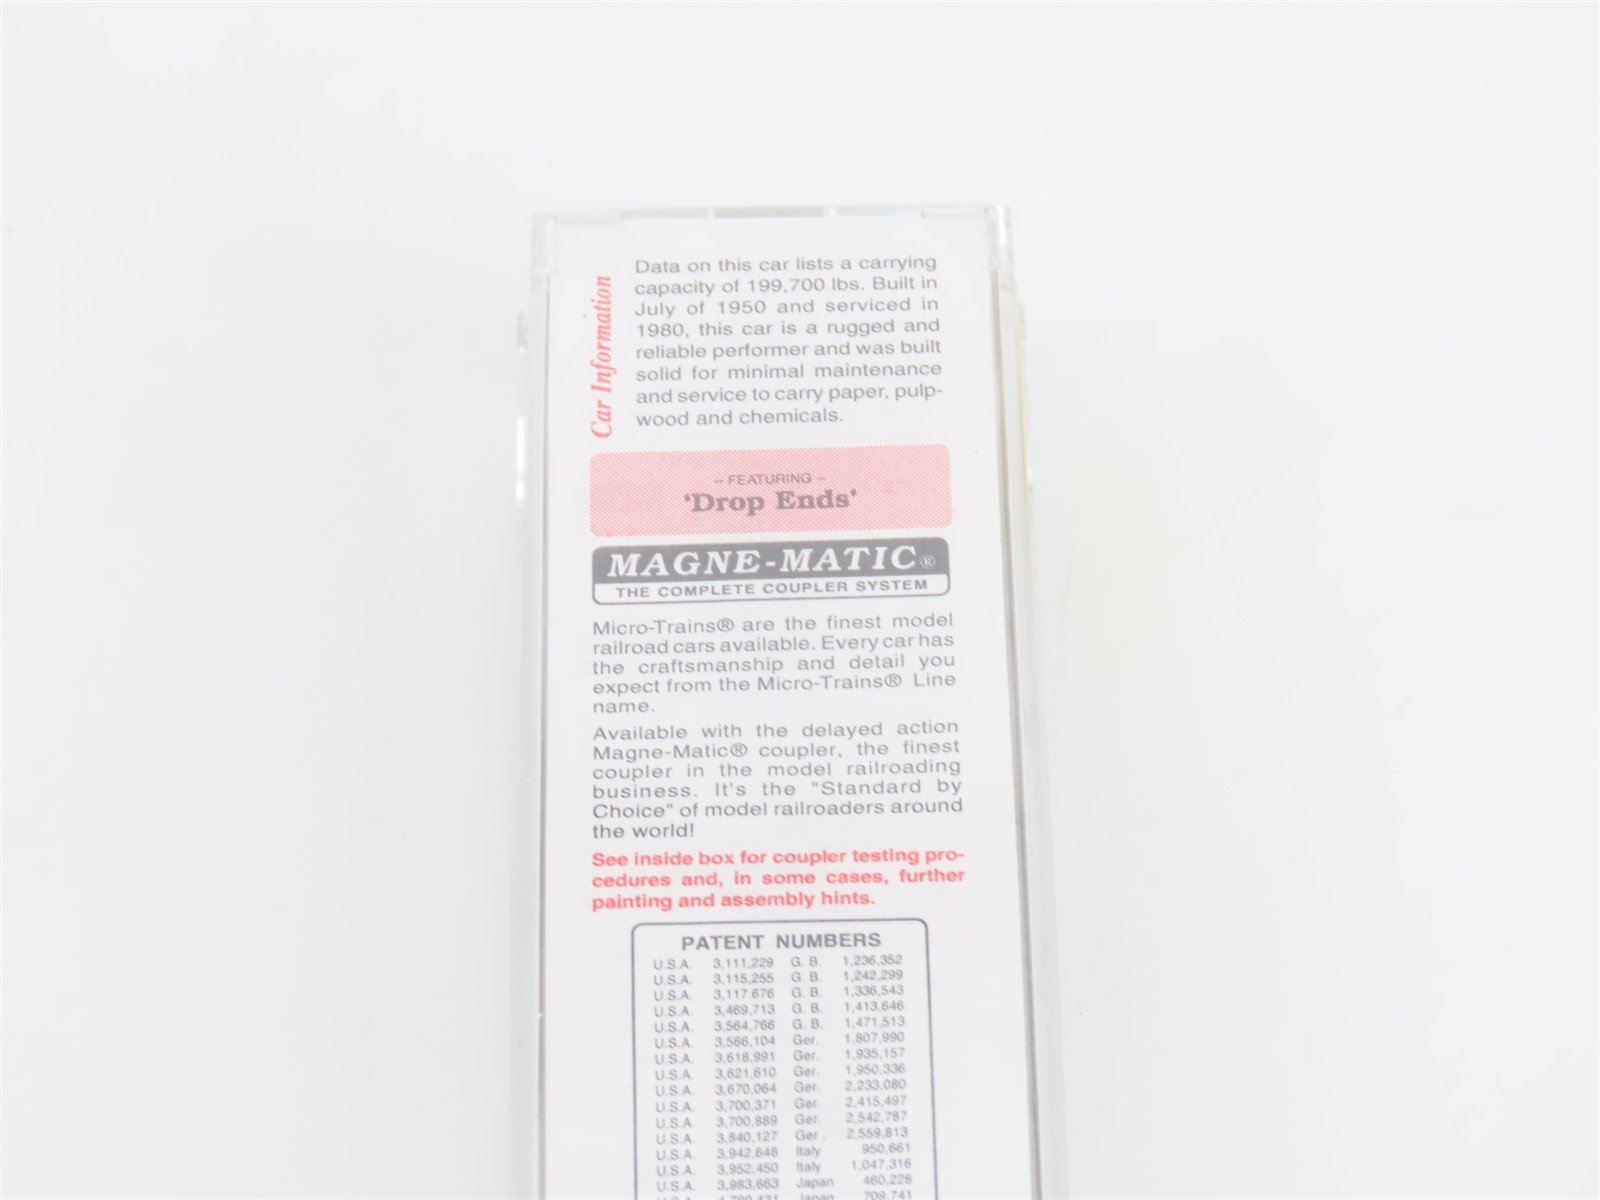 Car Information
Data on this car lists a carrying
capacity of 199,700 lbs. Built in
July of 1950 and serviced in
1980, this car is a rugged and
reliable performer and was built
solid for minimal maintenance
and service to carry paper, pulp-
wood and chemicals.
– FEATURING –
'Drop Ends'
MAGNE-MATIC®
THE COMPLETE COUPLER SYSTEM
Micro-Trains® are the finest model
railroad cars available. Every car has
the craftsmanship and detail you
expect from the Micro-Trains® Line
name.
Available with the delayed action
Magne-Matic® coupler, the finest
coupler in the model railroading
business. It's the "Standard by
Choice" of model railroaders around
the world!
See inside box for coupler testing pro-
cedures and, in some cases, further
painting and assembly hints.
PATENT NUMBERS
U.S.A. 3,111,229 G. B. 1,236,352
U.S.A. 3,115,255 G. B. 1,242,299
U.S.A. 3,117,676 G. B. 1,336,543
U.S.A. 3,469,713 G. B. 1,413,646
U.S.A. 3,564,766 G. B. 1,471,513
U.S.A. 3,566,104 Ger. 1,807,990
U.S.A. 3,618,991 Ger. 1,935,157
U.S.A. 3,621,610 Ger. 1,950,336
U.S.A. 3,670,064 Ger. 2,233,080
U.S.A. 3,700,371 Ger. 2,415,497
U.S.A. 3,700,889 Ger. 2,542,787
U.S.A. 3,840,127 Ger . 2,559,813
U.S.A. 3,942,648 Italy 950,661
U.S.A. 3,952,450 Italy 1,047,316
U.S.A. 3,983,663 Japan 460,226
U.S.A. Japan 709,741